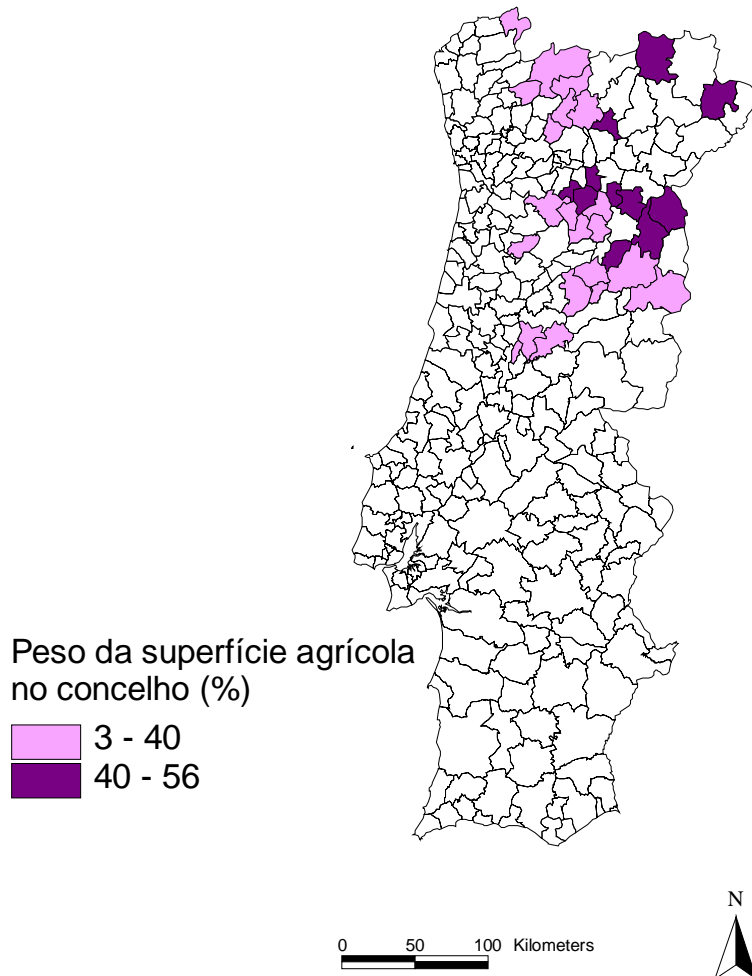 Peso da superfície agrícola
no concelho (%)
3 - 40
40 - 56
N
0 50 100 Kilometers